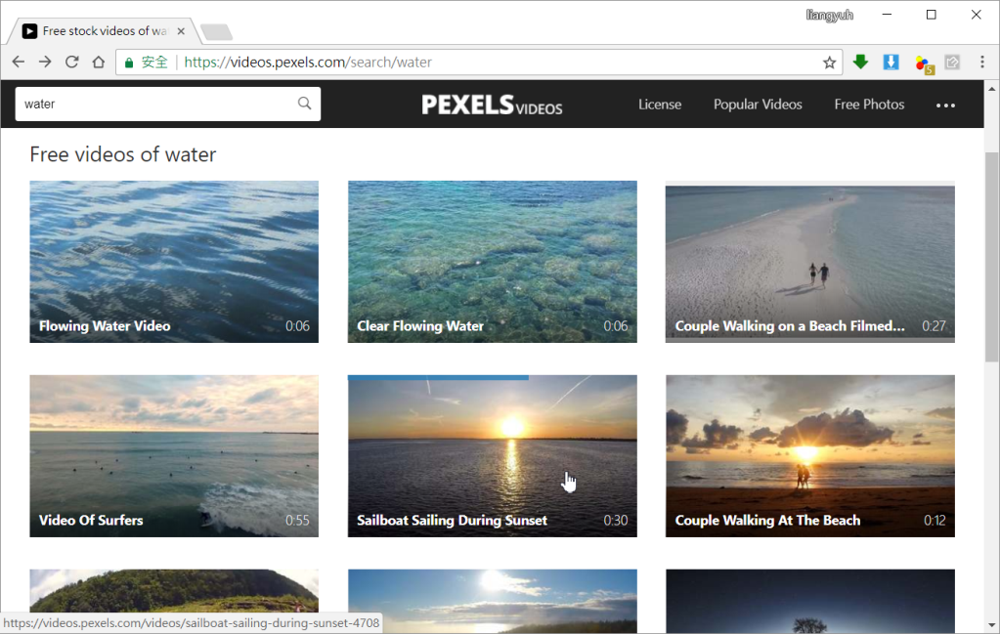 liangyuh
Free stock videos of wat
安全 https://videos.pexels.com/search/water
5
water
PEXELS VIDEOS
License
Popular Videos
Free Photos
Free videos of water
Flowing Water Video 0:06
Clear Flowing Water 0:06
Couple Walking on a Beach Filmed... 0:27
Video Of Surfers 0:55
Sailboat Sailing During Sunset 0:30
Couple Walking At The Beach 0:12
https://videos.pexels.com/videos/sailboat-sailing-during-sunset-4708